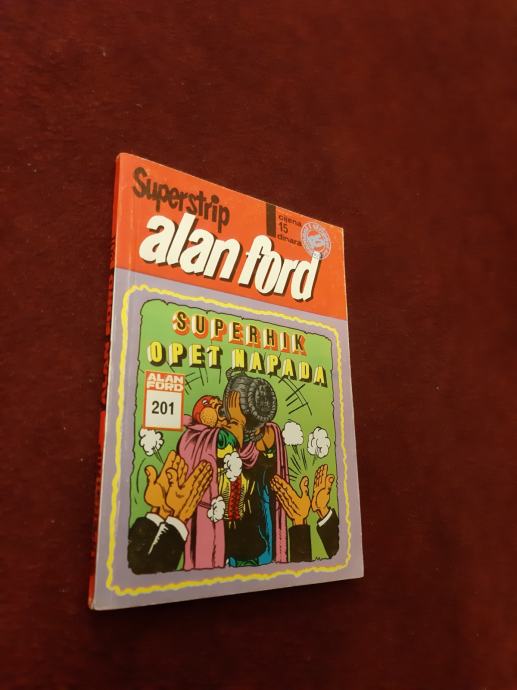 Superstrip
cijena
15
dinara
alan ford
SUPERHIK
OPET NAPADA
ALAN
FORD
201